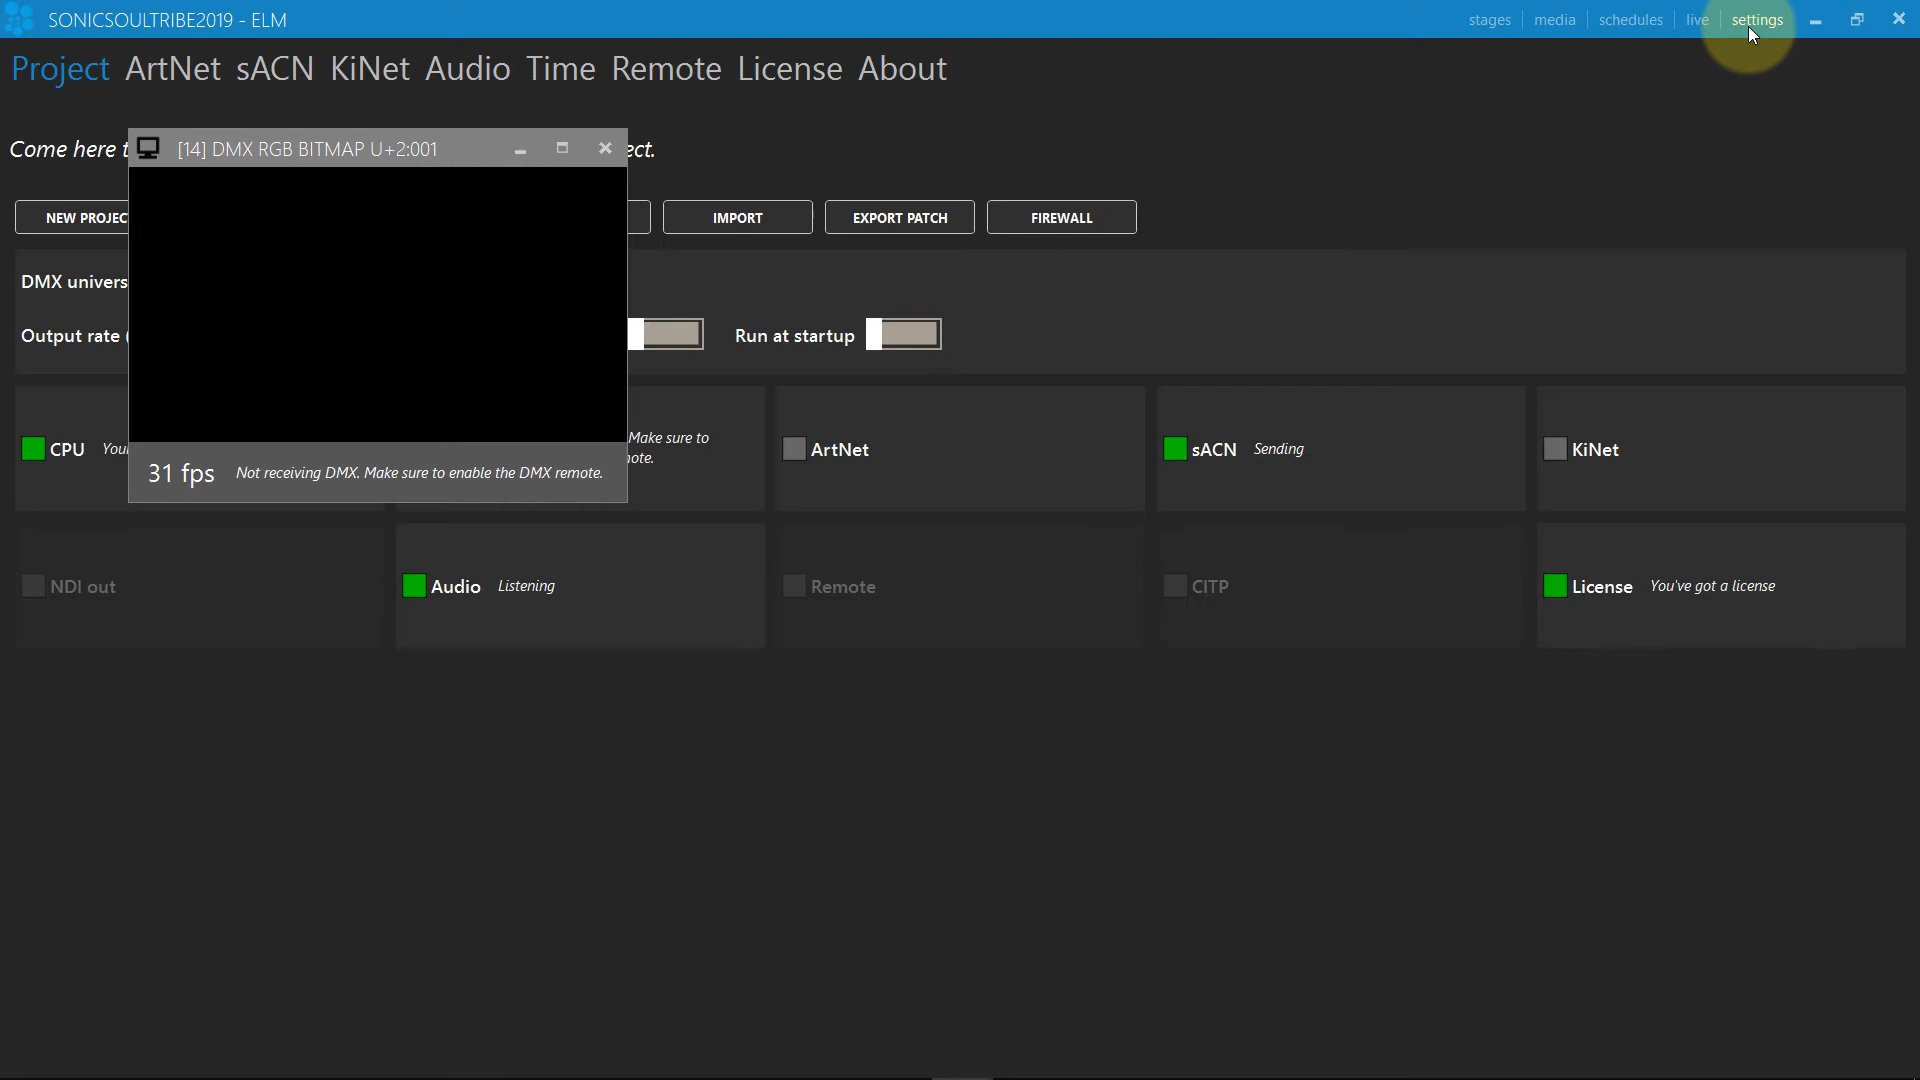 SONICSOULTRIBE2019 - ELM
stages media schedules live settings
Project ArtNet sACN KiNet Audio Time Remote License About
Come here
[14] DMX RGB BITMAP U+2:001
NEW PROJEC
IMPORT
EXPORT PATCH
FIREWALL
DMX univers
Output rate (
Run at startup
CPU
Make sure to
ArtNet
sACN Sending
KiNet
31 fps Not receiving DMX. Make sure to enable the DMX remote.
NDI out
Audio Listening
Remote
CITP
License You've got a license